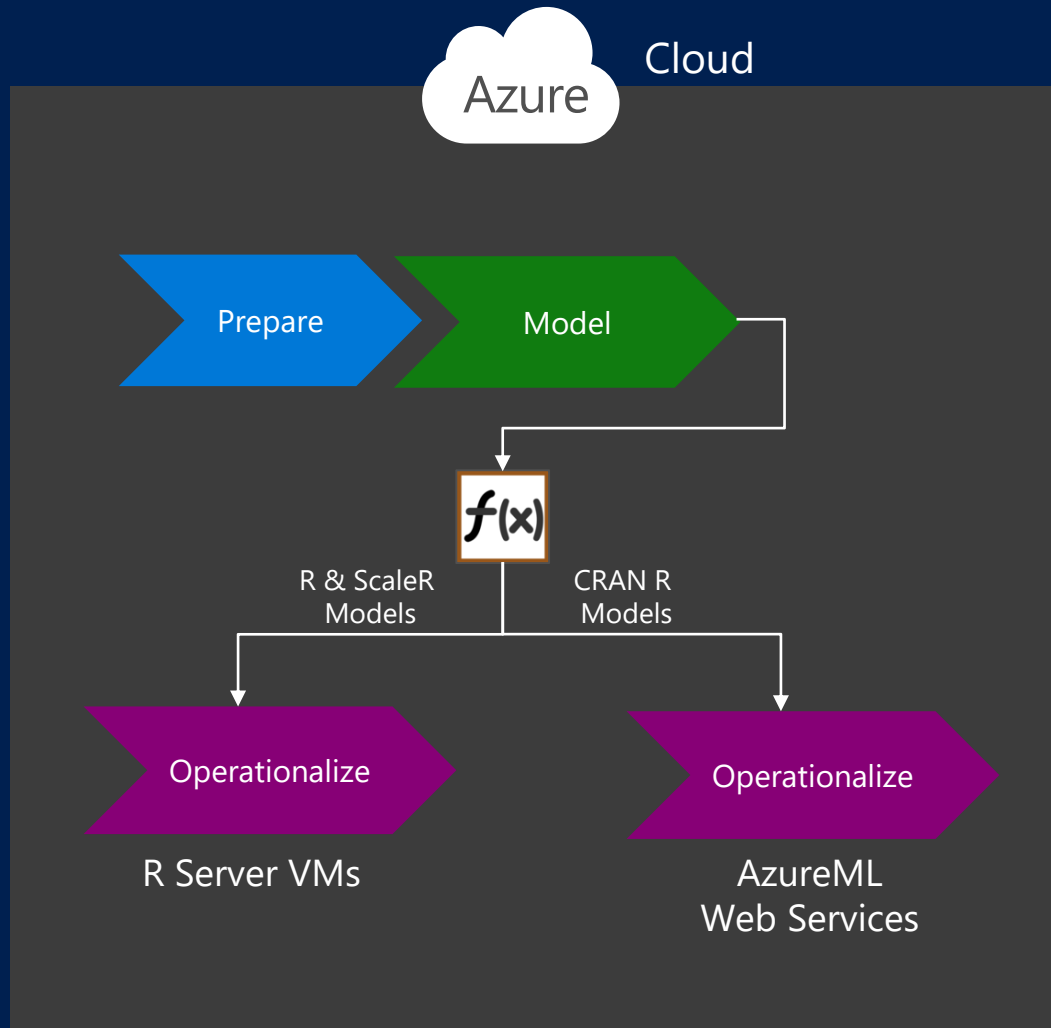 Cloud
Azure
Prepare
Model
f(x)
R & ScaleR
Models
CRAN R
Models
Operationalize
Operationalize
R Server VMs
AzureML
Web Services